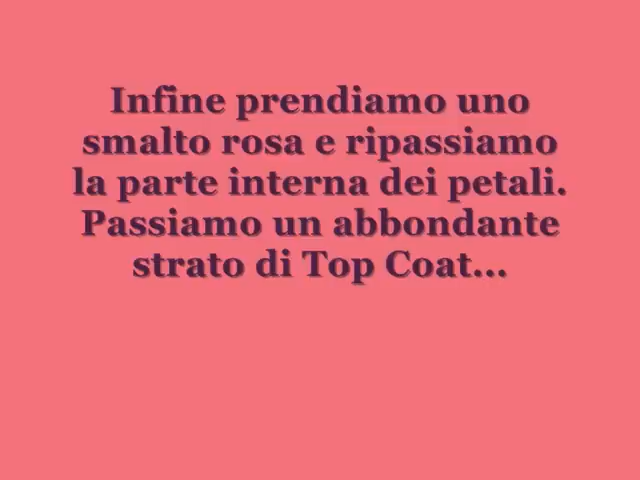 Infine prendiamo uno
smalto rosa e ripassiamo
la parte interna dei petali.
Passiamo un abbondante
strato di Top Coat...